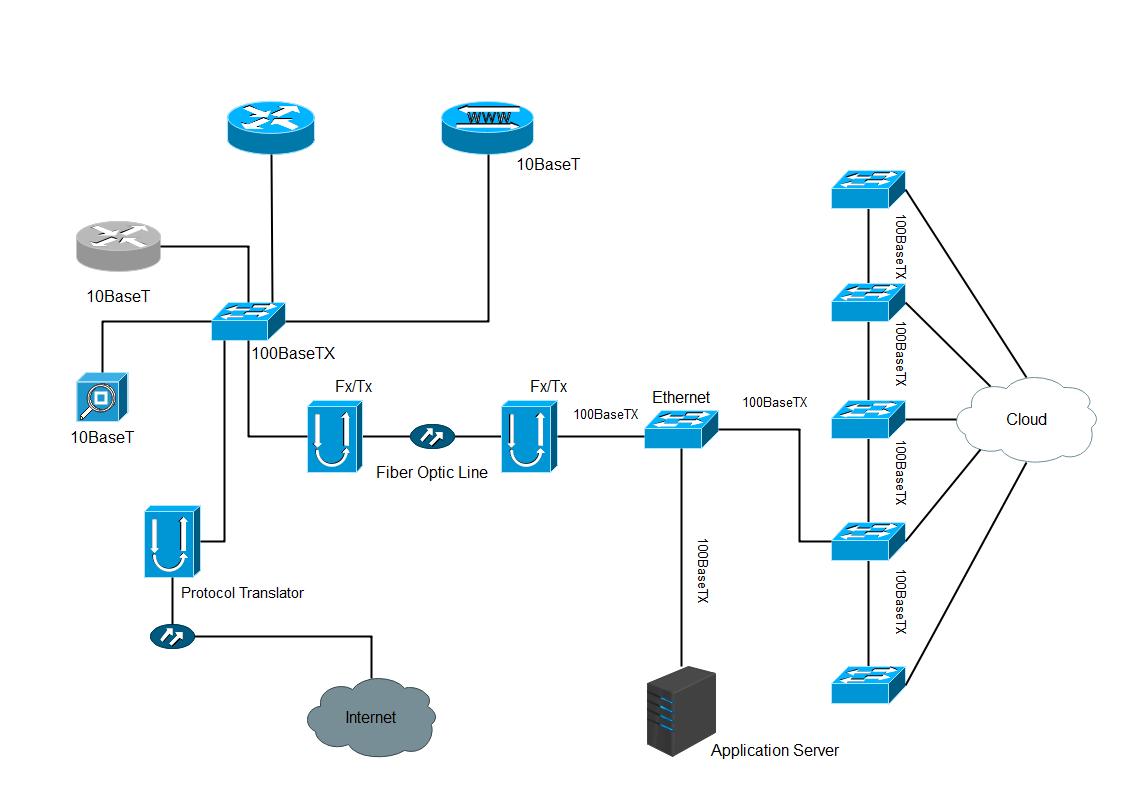 WWW
10BaseT
10BaseT
100BaseTX
10BaseT
Fx/Tx
Fx/Tx
Fiber Optic Line
100BaseTX
Ethernet
100BaseTX
100BaseTX
100BaseTX
100BaseTX
100BaseTX
Cloud
100BaseTX
Protocol Translator
Internet
Application Server